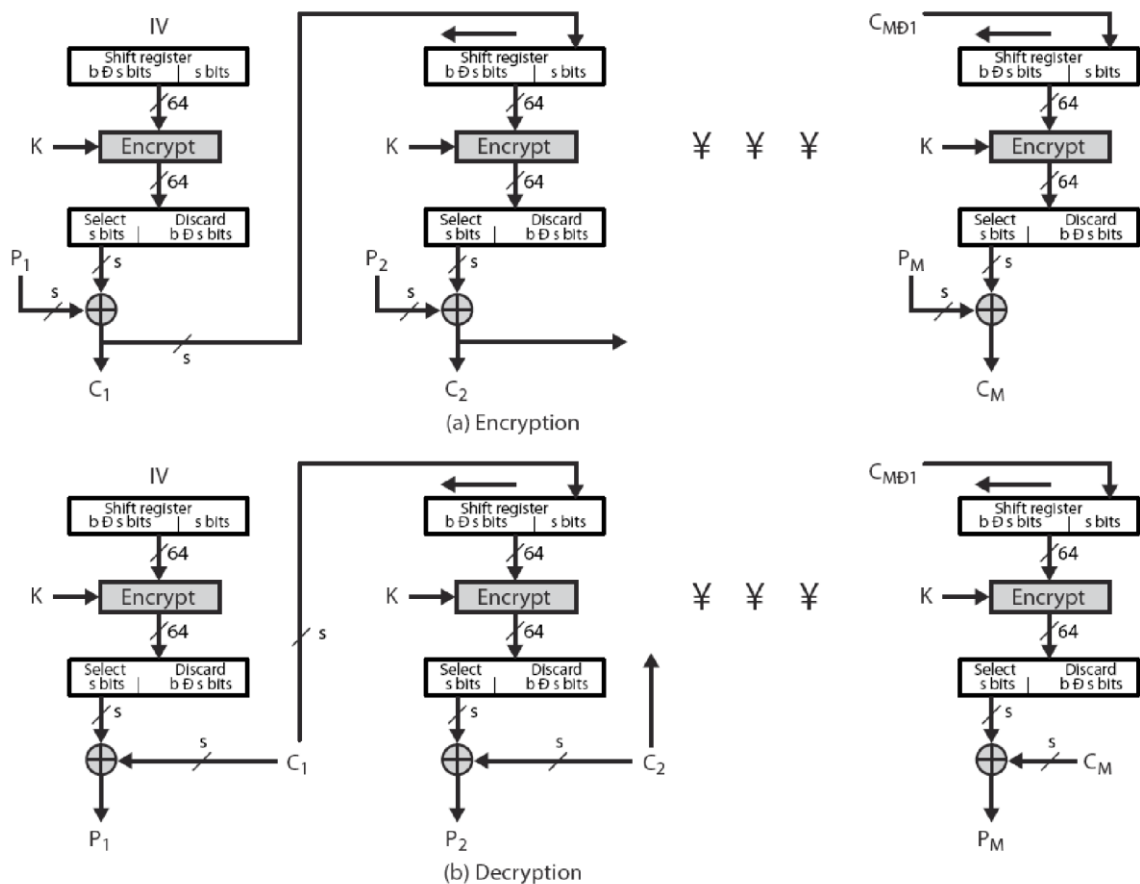 IV
C_MÐ1
Shift register
b Ð s bits | s bits
Shift register
b Ð s bits | s bits
Shift register
b Ð s bits | s bits
64
64
64
K
Encrypt
K
Encrypt
¥ ¥ ¥
K
Encrypt
64
64
64
Select
s bits
Discard
b Ð s bits
Select
s bits
Discard
b Ð s bits
Select
s bits
Discard
b Ð s bits
P1
s
s
P2
s
s
PM
s
s
s
C1
C2
CM
(a) Encryption
IV
C_MÐ1
Shift register
b Ð s bits | s bits
Shift register
b Ð s bits | s bits
Shift register
b Ð s bits | s bits
64
64
64
K
Encrypt
K
Encrypt
¥ ¥ ¥
K
Encrypt
64
s
64
64
Select
s bits
Discard
b Ð s bits
Select
s bits
Discard
b Ð s bits
Select
s bits
Discard
b Ð s bits
s
s
s
s
C1
s
C2
s
CM
P1
P2
PM
(b) Decryption